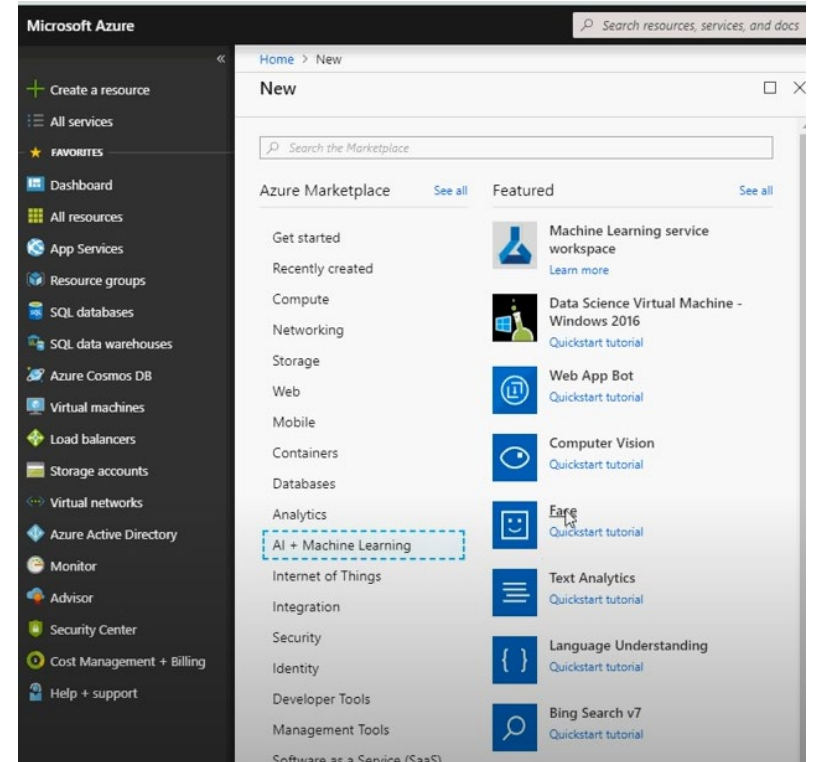 Microsoft Azure
Search resources, services, and docs
«
Home > New
New
Create a resource
All services
FAVORITES
Dashboard
All resources
App Services
Resource groups
SQL databases
SQL data warehouses
Azure Cosmos DB
Virtual machines
Load balancers
Storage accounts
Virtual networks
Azure Active Directory
Monitor
Advisor
Security Center
Cost Management + Billing
Help + support
Search the Marketplace
Azure Marketplace See all
Get started
Recently created
Compute
Networking
Storage
Web
Mobile
Containers
Databases
Analytics
AI + Machine Learning
Internet of Things
Integration
Security
Identity
Developer Tools
Management Tools
Software as a Service (SaaS)
Featured See all
Machine Learning service
workspace
Learn more
Data Science Virtual Machine -
Windows 2016
Quickstart tutorial
Web App Bot
Quickstart tutorial
Computer Vision
Quickstart tutorial
Face
Quickstart tutorial
Text Analytics
Quickstart tutorial
Language Understanding
Quickstart tutorial
Bing Search v7
Quickstart tutorial